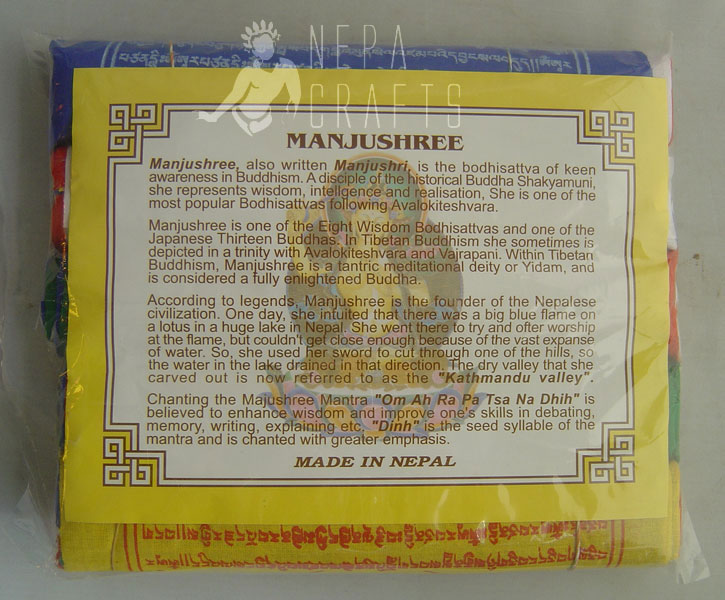 NEPA
CRAFTS
MANJUSHREE
Manjushree, also written Manjushri, is the bodhisattva of keen
awareness in Buddhism. A disciple of the historical Buddha Shakyamuni,
she represents wisdom, intellgence and realisation, She is one of the
most popular Bodhisattvas following Avalokiteshvara.
Manjushree is one of the Eight Wisdom Bodhisattvas and one of the
Japanese Thirteen Buddhas. In Tibetan Buddhism she sometimes is
depicted in a trinity with Avalokiteshvara and Vajrapani. Within Tibetan
Buddhism, Manjushree is a tantric meditational deity or Yidam, and
is considered a fully enlightened Buddha.
According to legends, Manjushree is the founder of the Nepalese
civilization. One day, she intuited that there was a big blue flame on
a lotus in a huge lake in Nepal. She went there to try and ofter worship
at the flame, but couldn't get close enough because of the vast expanse
of water. So, she used her sword to cut through one of the hills, so
the water in the lake drained in that direction. The dry valley that she
carved out is now referred to as the "Kathmandu valley".
Chanting the Majushree Mantra "Om Ah Ra Pa Tsa Na Dhih" is
believed to enhance wisdom nd improve one's skills in debating,
memory, writing, explaining etc. "Dinh" is the seed syllable of the
mantra and is chanted with greater emphasis.
MADE IN NEPAL